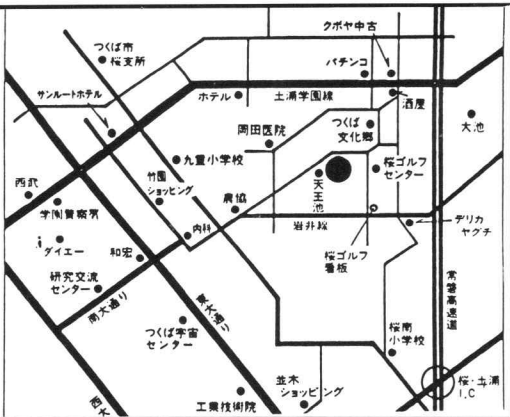 クボヤ中古
つくば市
桜支所
パチンコ
サンルートホテル
ホテル
土浦学園線
酒屋
大池
岡田医院
つくば
文化郷
九重小学校
桜ゴルフ
センター
西武
竹園
ショッピング
天王池
学園警察署
農協
岩井線
デリカ
ヤグチ
内科
ダイエー
和宏
桜ゴルフ
看板
研究交流
センター
南大通り
東大通り
常磐高速道
つくば宇宙
センター
桜南
小学校
並木
ショッピング
桜・土浦
I.C
工業技術院
西大